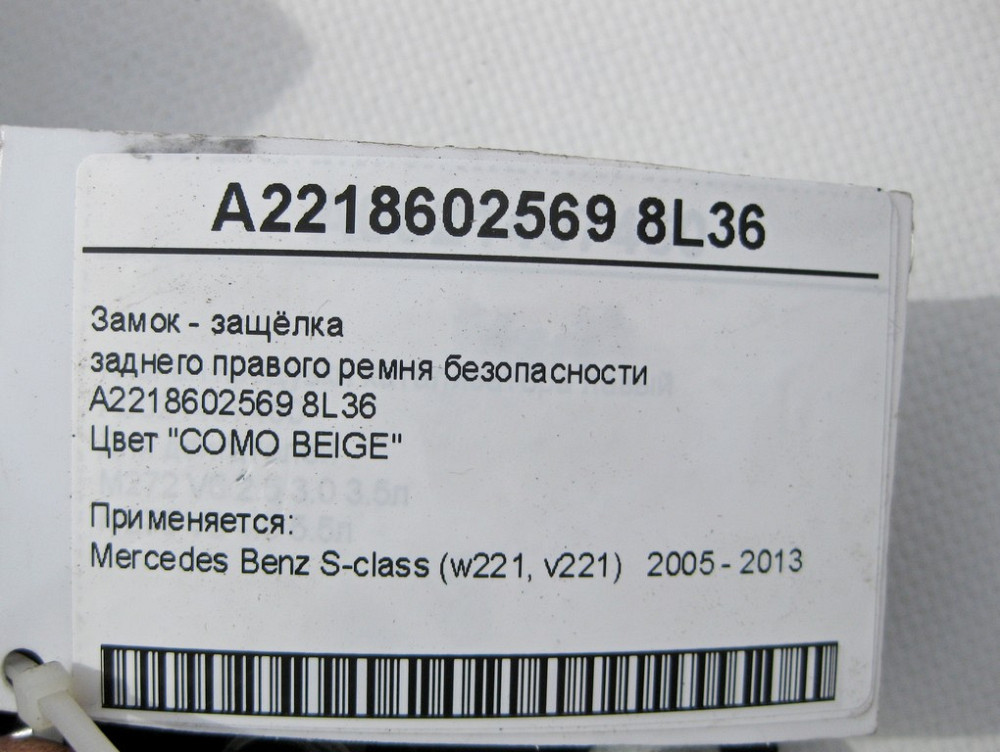 A2218602569 8L36
Замок - защёлка
заднего правого ремня безопасности
A2218602569 8L36
Цвет "COMO BEIGE"
Применяется:
Mercedes Benz S-class (w221, v221) 2005 - 2013